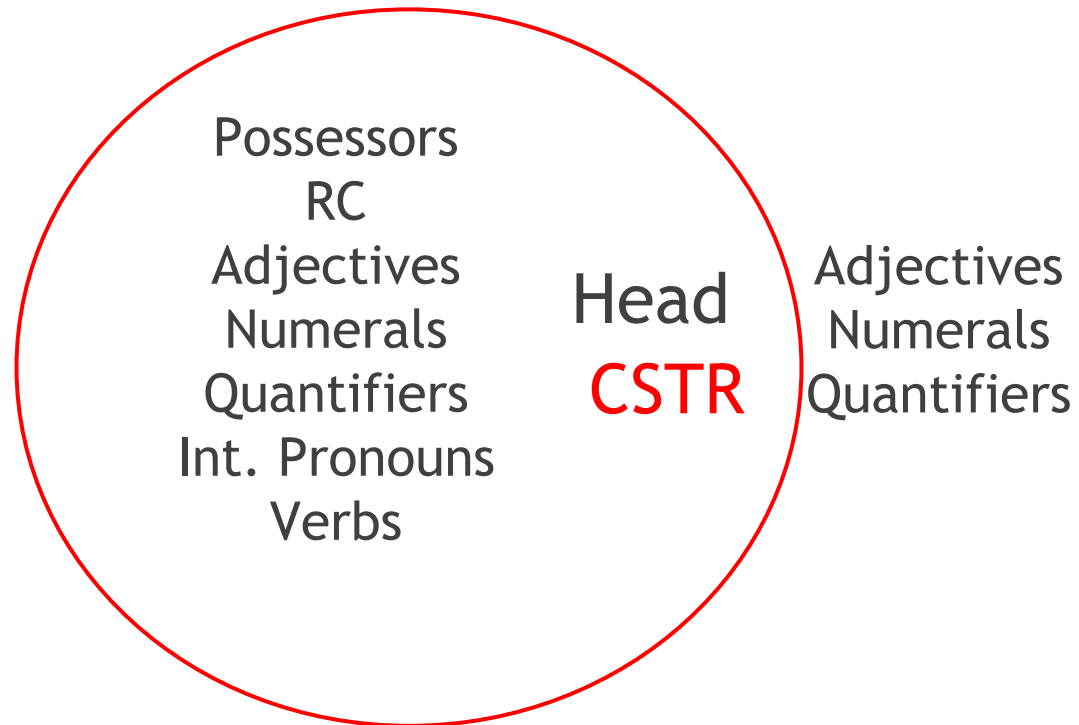 Possessors
RC
Adjectives
Numerals
Quantifiers
Int. Pronouns
Verbs
Head
CSTR
Adjectives
Numerals
Quantifiers